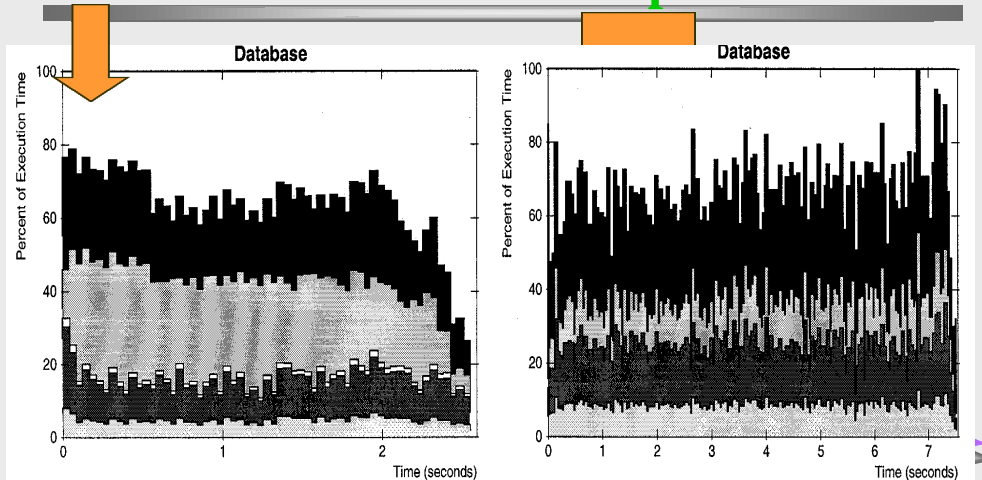 Database
Percent of Execution Time
100
80
60
40
20
0
0 1 2
Time (seconds)
Database
Percent of Execution Time
100
80
60
40
20
0
0 1 2 3 4 5 6 7
Time (seconds)